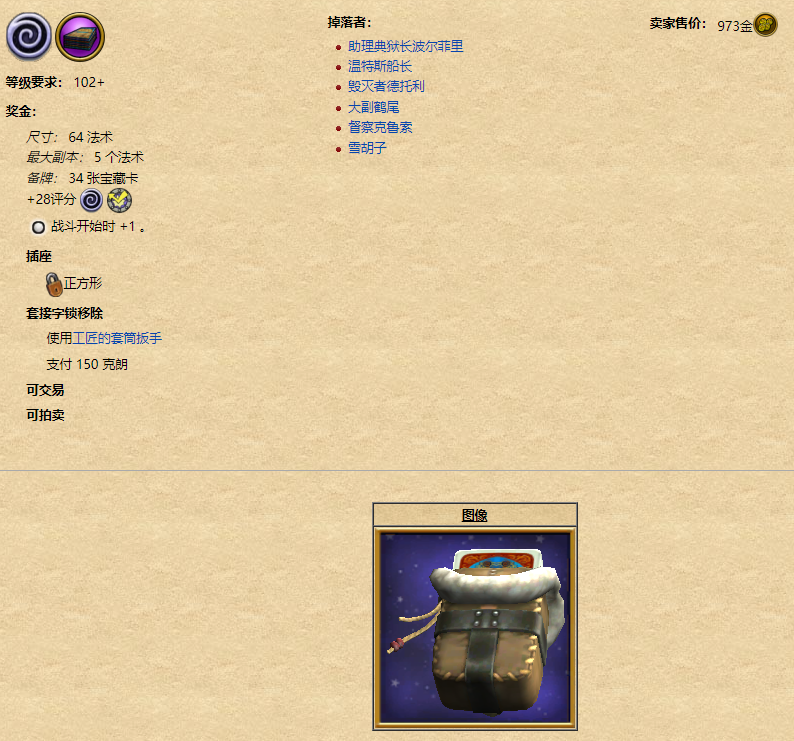 等级要求： 102+
奖金：
尺寸： 64 法术
最大副本： 5 个法术
备牌： 34 张宝藏卡
+28评分
战斗开始时 +1 。
插座
正方形
套接字锁移除
使用工匠的套筒扳手
支付 150 克朗
可交易
可拍卖
掉落者：
助理典狱长波尔菲里
温特斯船长
毁灭者德托利
大副鹤尾
督察克鲁索
雪胡子
卖家售价： 973金
图像